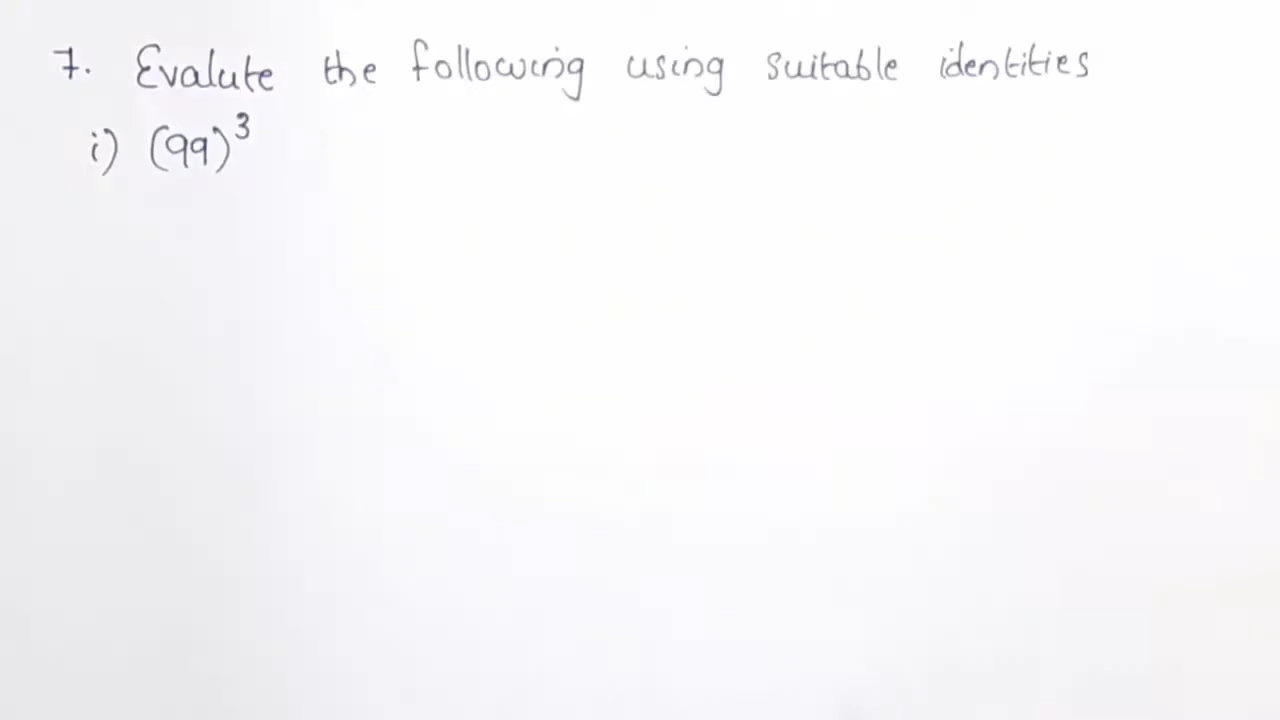 7. Evalute the following using suitable identities
i) (99)³